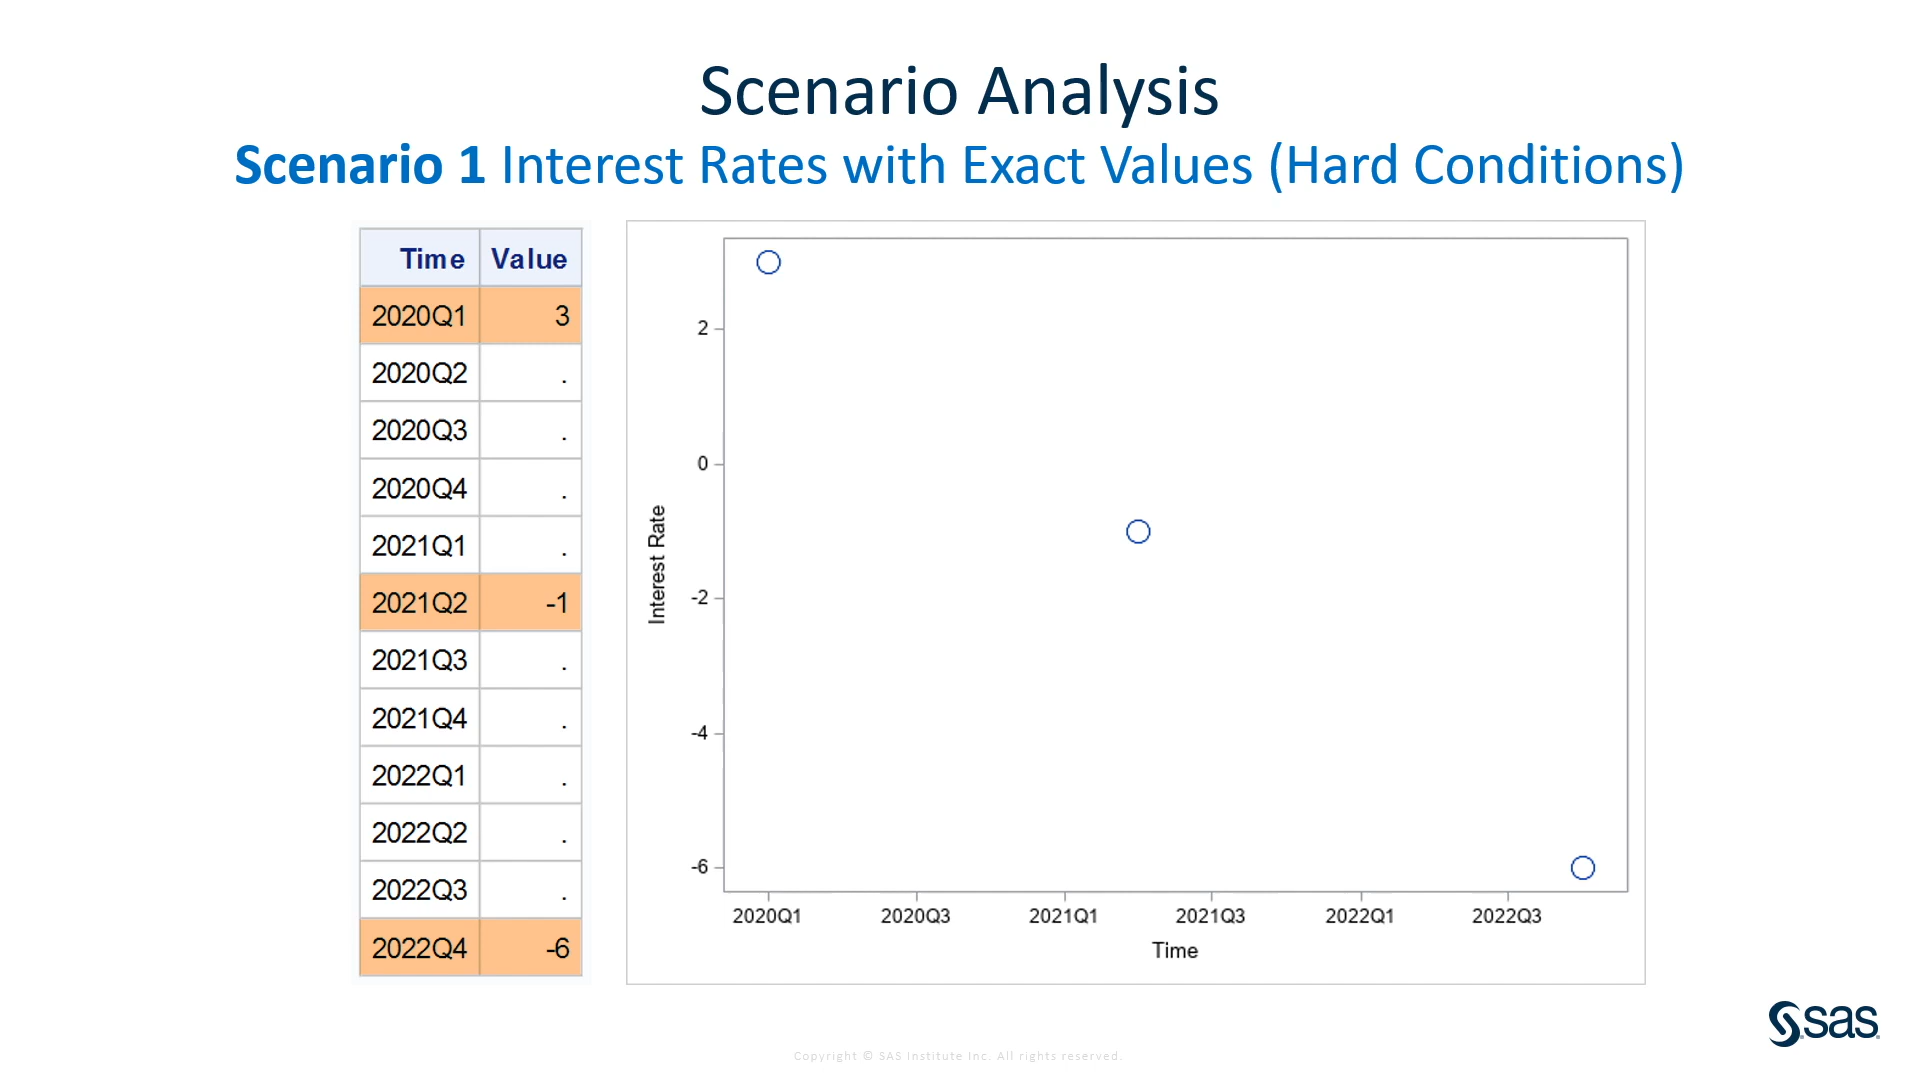 Scenario Analysis
Scenario 1 Interest Rates with Exact Values (Hard Conditions)
Time Value
2020Q1 3
2020Q2 .
2020Q3 .
2020Q4 .
2021Q1 .
2021Q2 -1
2021Q3 .
2021Q4 .
2022Q1 .
2022Q2 .
2022Q3 .
2022Q4 -6
Interest Rate
2
0
-2
-4
-6
2020Q1 2020Q3 2021Q1 2021Q3 2022Q1 2022Q3
Time
sas
Copyright © SAS Institute Inc. All rights reserved.